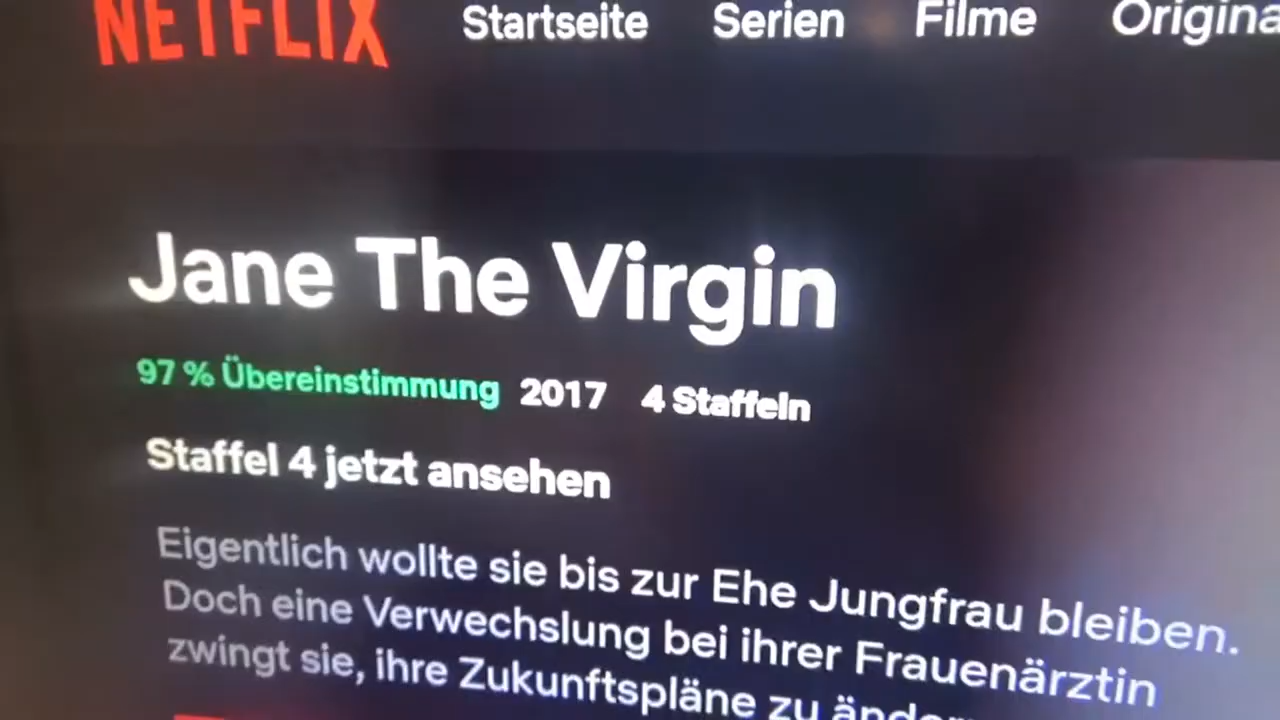 NETFLIX Startseite Serien Filme
Jane The Virgin
97 % Übereinstimmung 2017 4 Staffeln
Staffel 4 jetzt ansehen
Eigentlich wollte sie bis zur Ehe Jungfrau bleiben.
Doch eine Verwechslung bei ihrer Frauenärztin
zwingt sie, ihre Zukunftspläne zu